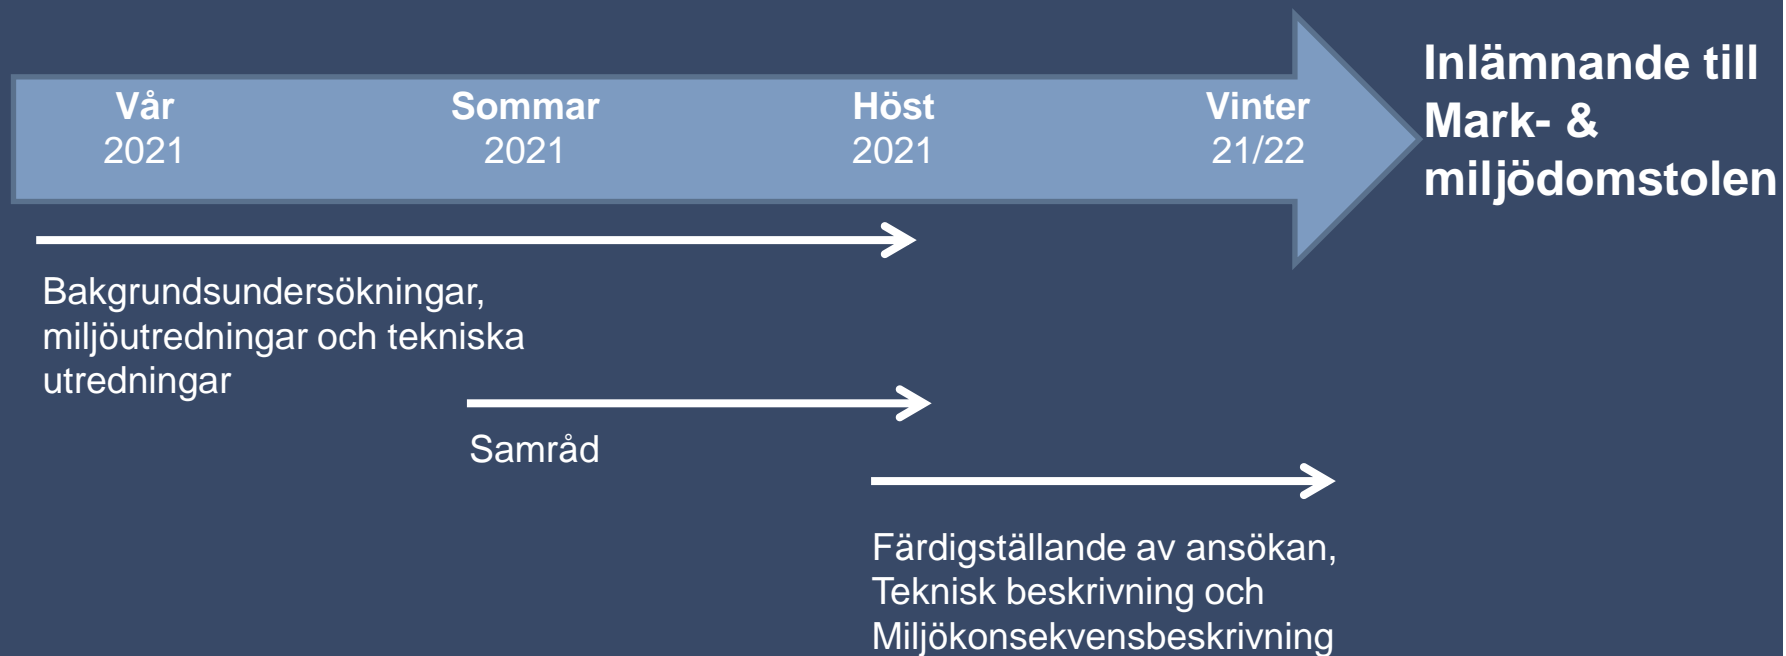 Vår
2021
Sommar
2021
Höst
2021
Vinter
21/22
Inlämnande till
Mark- &
miljödomstolen
Bakgrundsundersökningar,
miljöutredningar och tekniska
utredningar
Samråd
Färdigställande av ansökan,
Teknisk beskrivning och
Miljökonsekvensbeskrivning